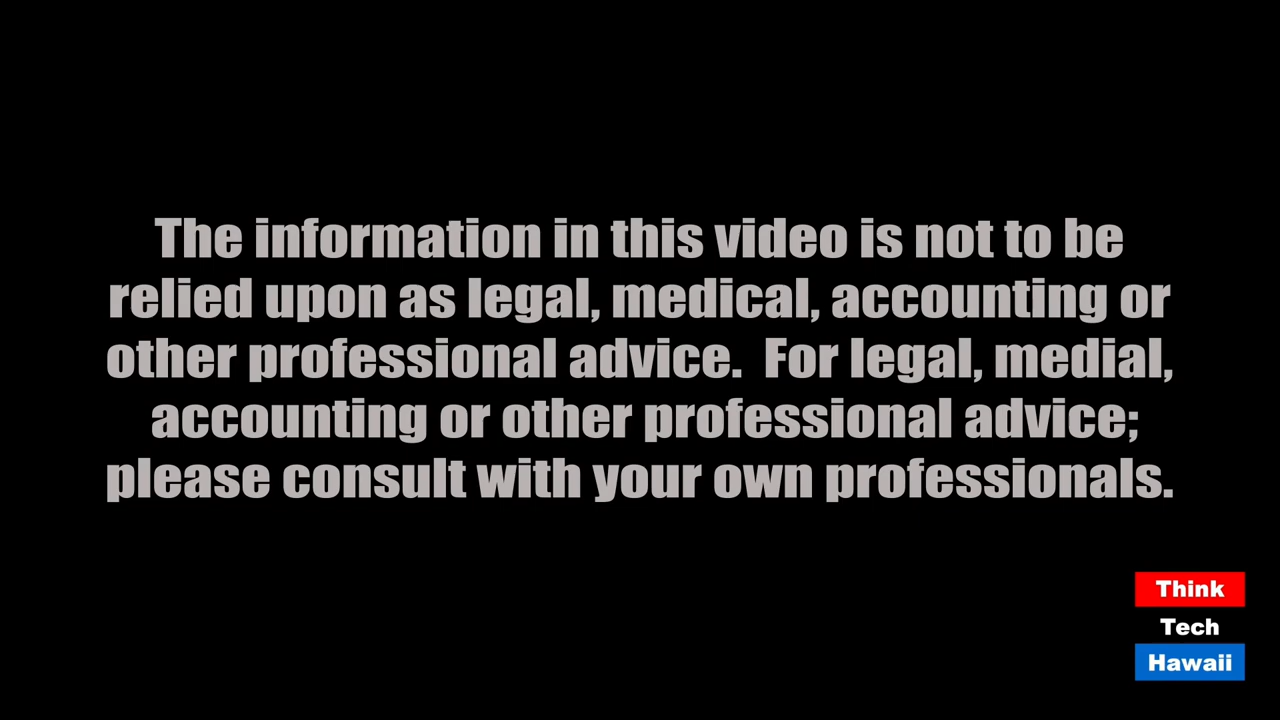 The information in this video is not to be
relied upon as legal, medical, accounting or
other professional advice.  For legal, medial,
accounting or other professional advice;
please consult with your own professionals.
Think
Tech
Hawaii